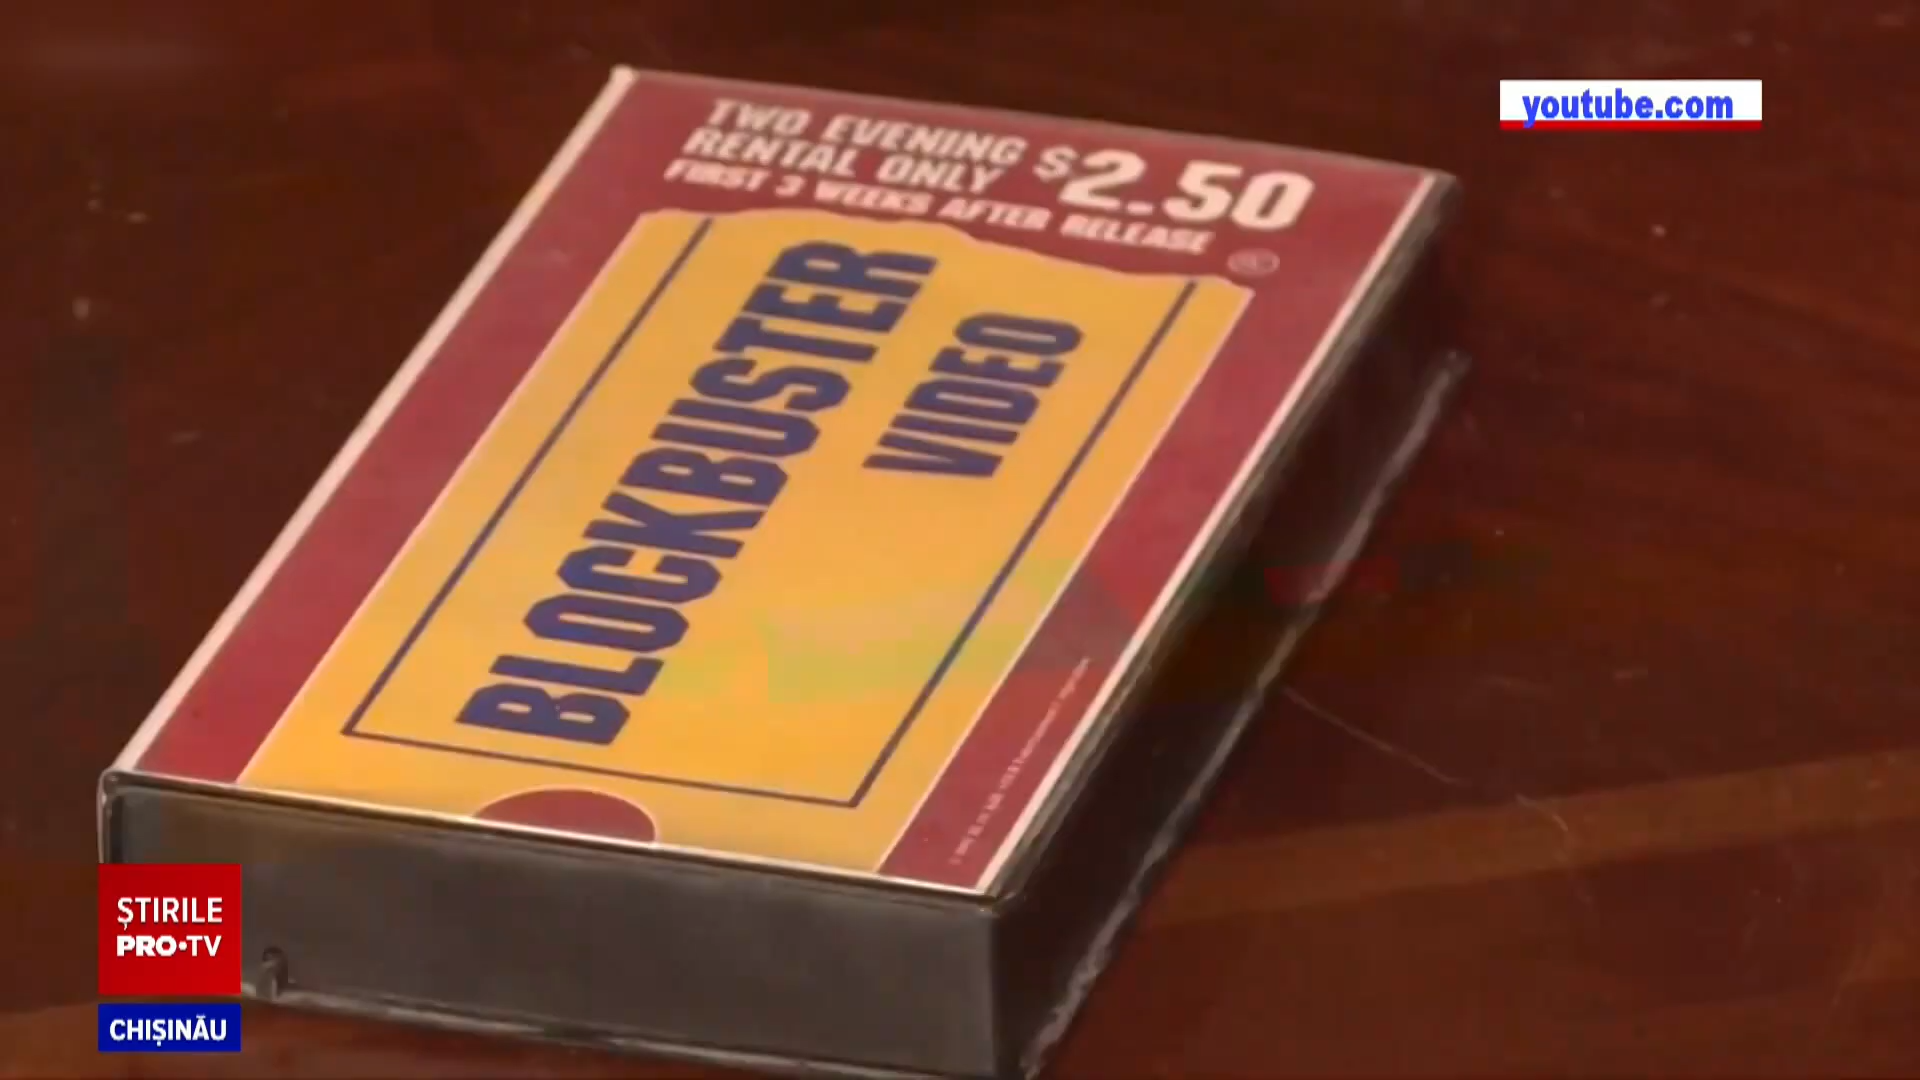 youtube.com
TWO EVENING
RENTAL ONLY
$2.50
FIRST 3 WEEKS AFTER RELEASE
BLOCKBUSTER
VIDEO
ȘTIRILE
PRO•TV
CHIȘINĂU